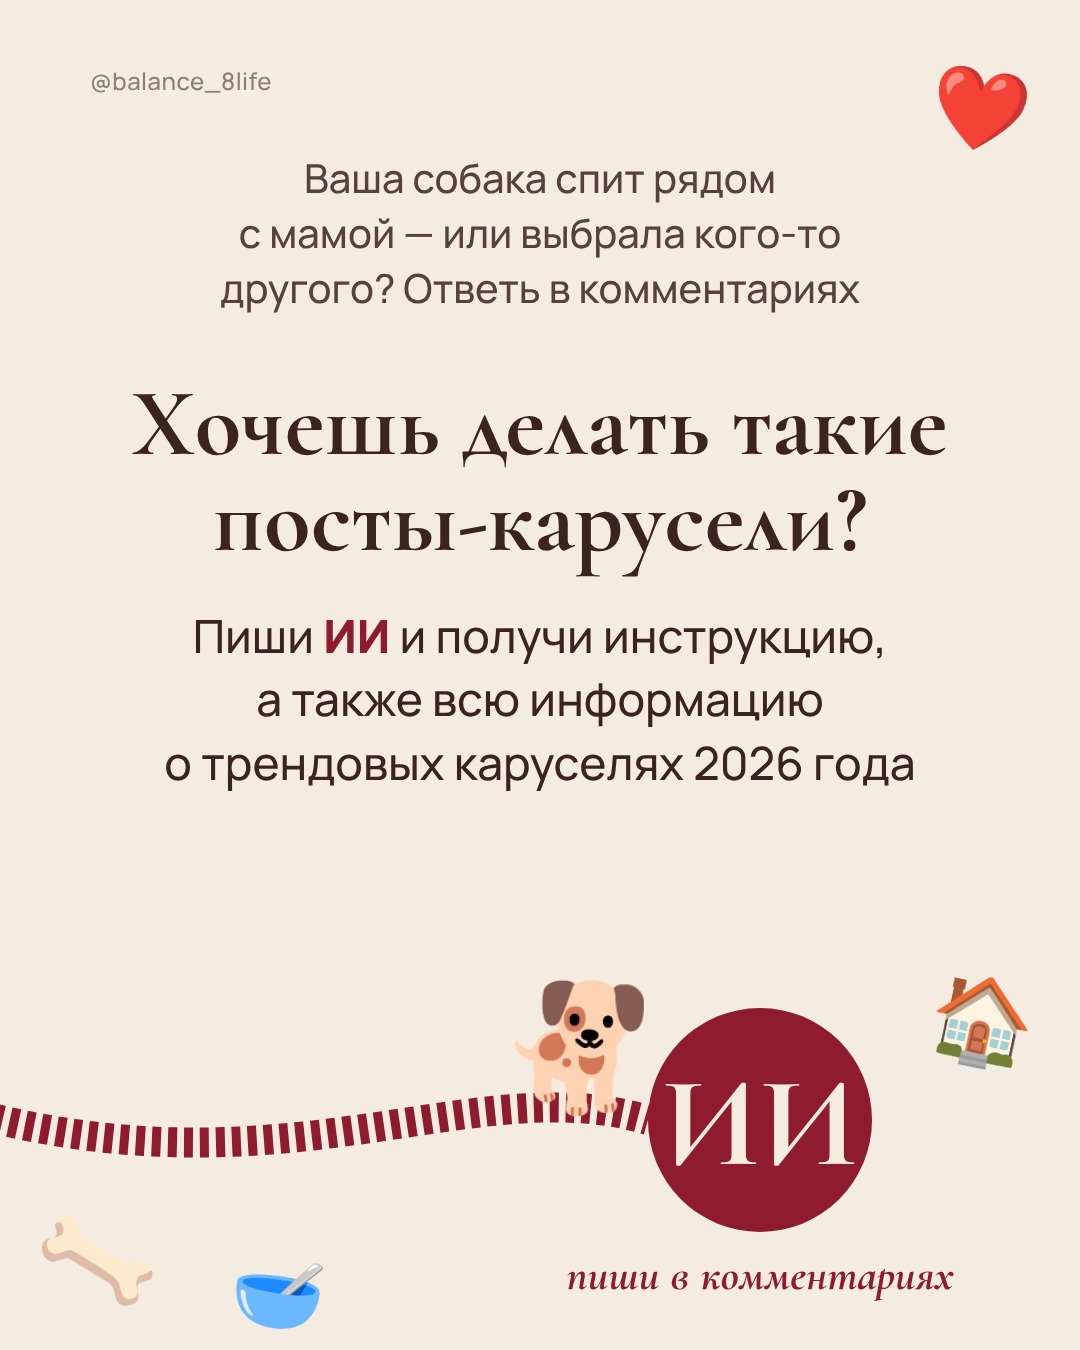 @balance_8life
Ваша собака спит рядом
с мамой — или выбрала кого-то
другого? Ответь в комментариях
Хочешь делать такие
посты-карусели?
Пиши ИИ и получи инструкцию,
а также всю информацию
о трендовых каруселях 2026 года
ИИ
пиши в комментариях